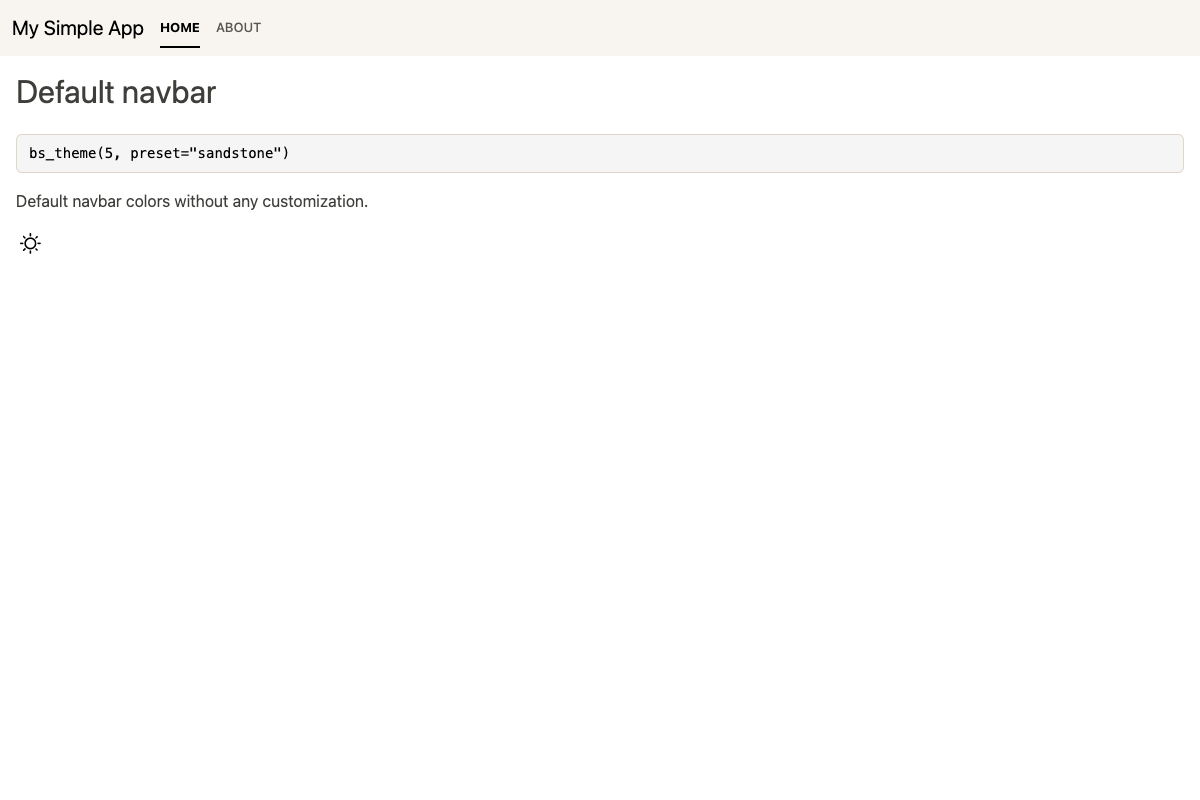 My Simple App HOME ABOUT
Default navbar
bs_theme(5, preset="sandstone")
Default navbar colors without any customization.